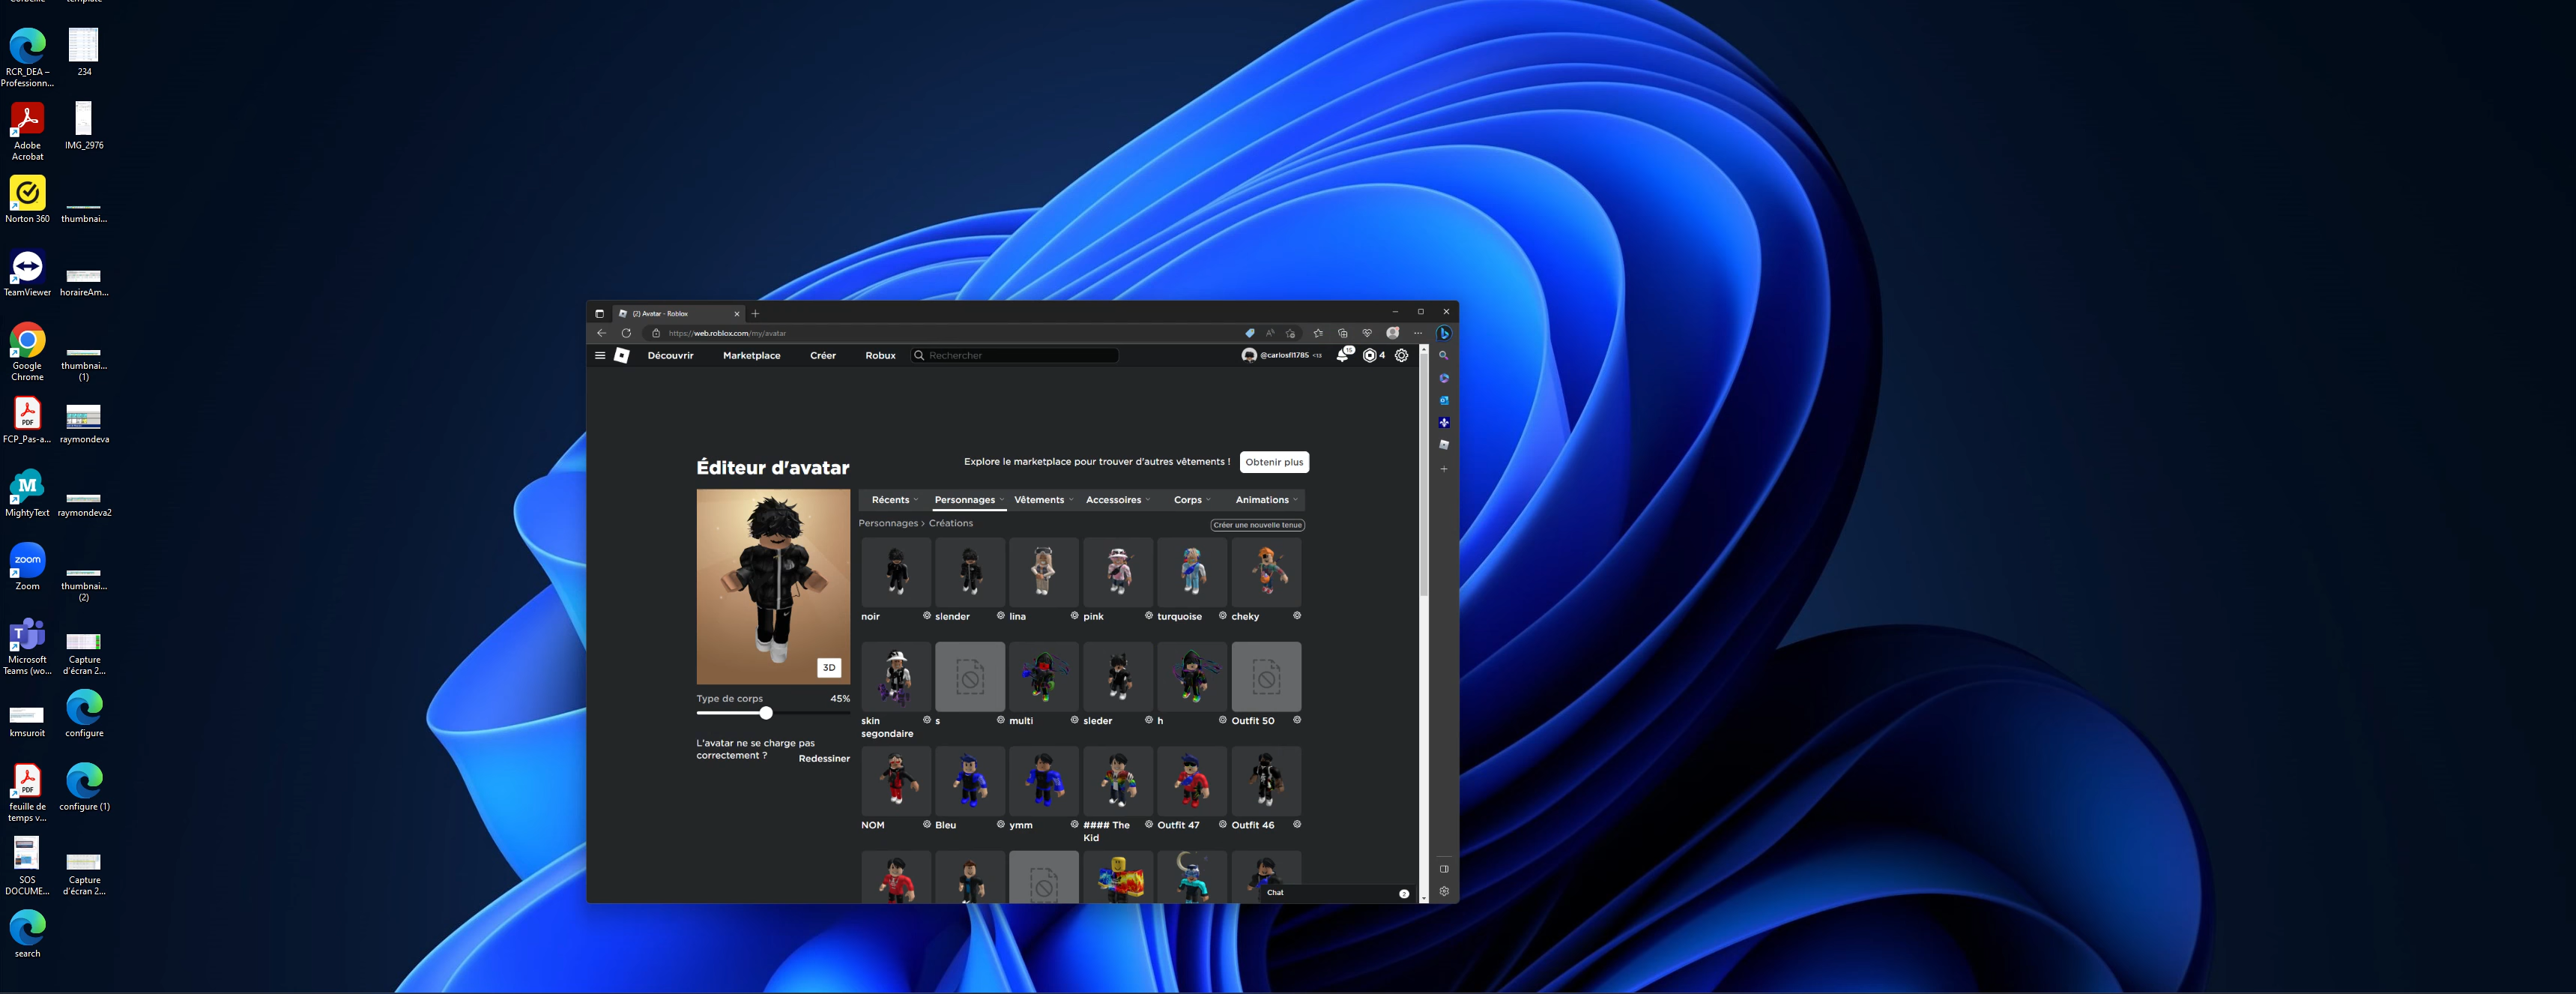 Corbeille
template
RCR_DEA –
Professionn...
234
Adobe
Acrobat
IMG_2976
Norton 360
thumbnai...
TeamViewer
horaireAm...
Google
Chrome
thumbnai...
(1)
FCP_Pas-a...
raymondeva
MightyText
raymondeva2
Zoom
thumbnai...
(2)
Microsoft
Teams (wo...
Capture
d'écran 2...
kmsuroit
configure
feuille de
temps v...
configure (1)
SOS
DOCUME...
Capture
d'écran 2...
search
(2) Avatar - Roblox
https://web.roblox.com/my/avatar
Découvrir Marketplace Créer Robux Rechercher @carlosfl1785 <13 15 4
Éditeur d'avatar
Explore le marketplace pour trouver d'autres vêtements ! Obtenir plus
Récents Personnages Vêtements Accessoires Corps Animations
Personnages > Créations
Créer une nouvelle tenue
3D
Type de corps 45%
L'avatar ne se charge pas
correctement ?
Redessiner
noir slender lina pink turquoise cheky
skin
segondaire
s multi sleder h Outfit 50
NOM Bleu ymm #### The
Kid
Outfit 47 Outfit 46
Chat